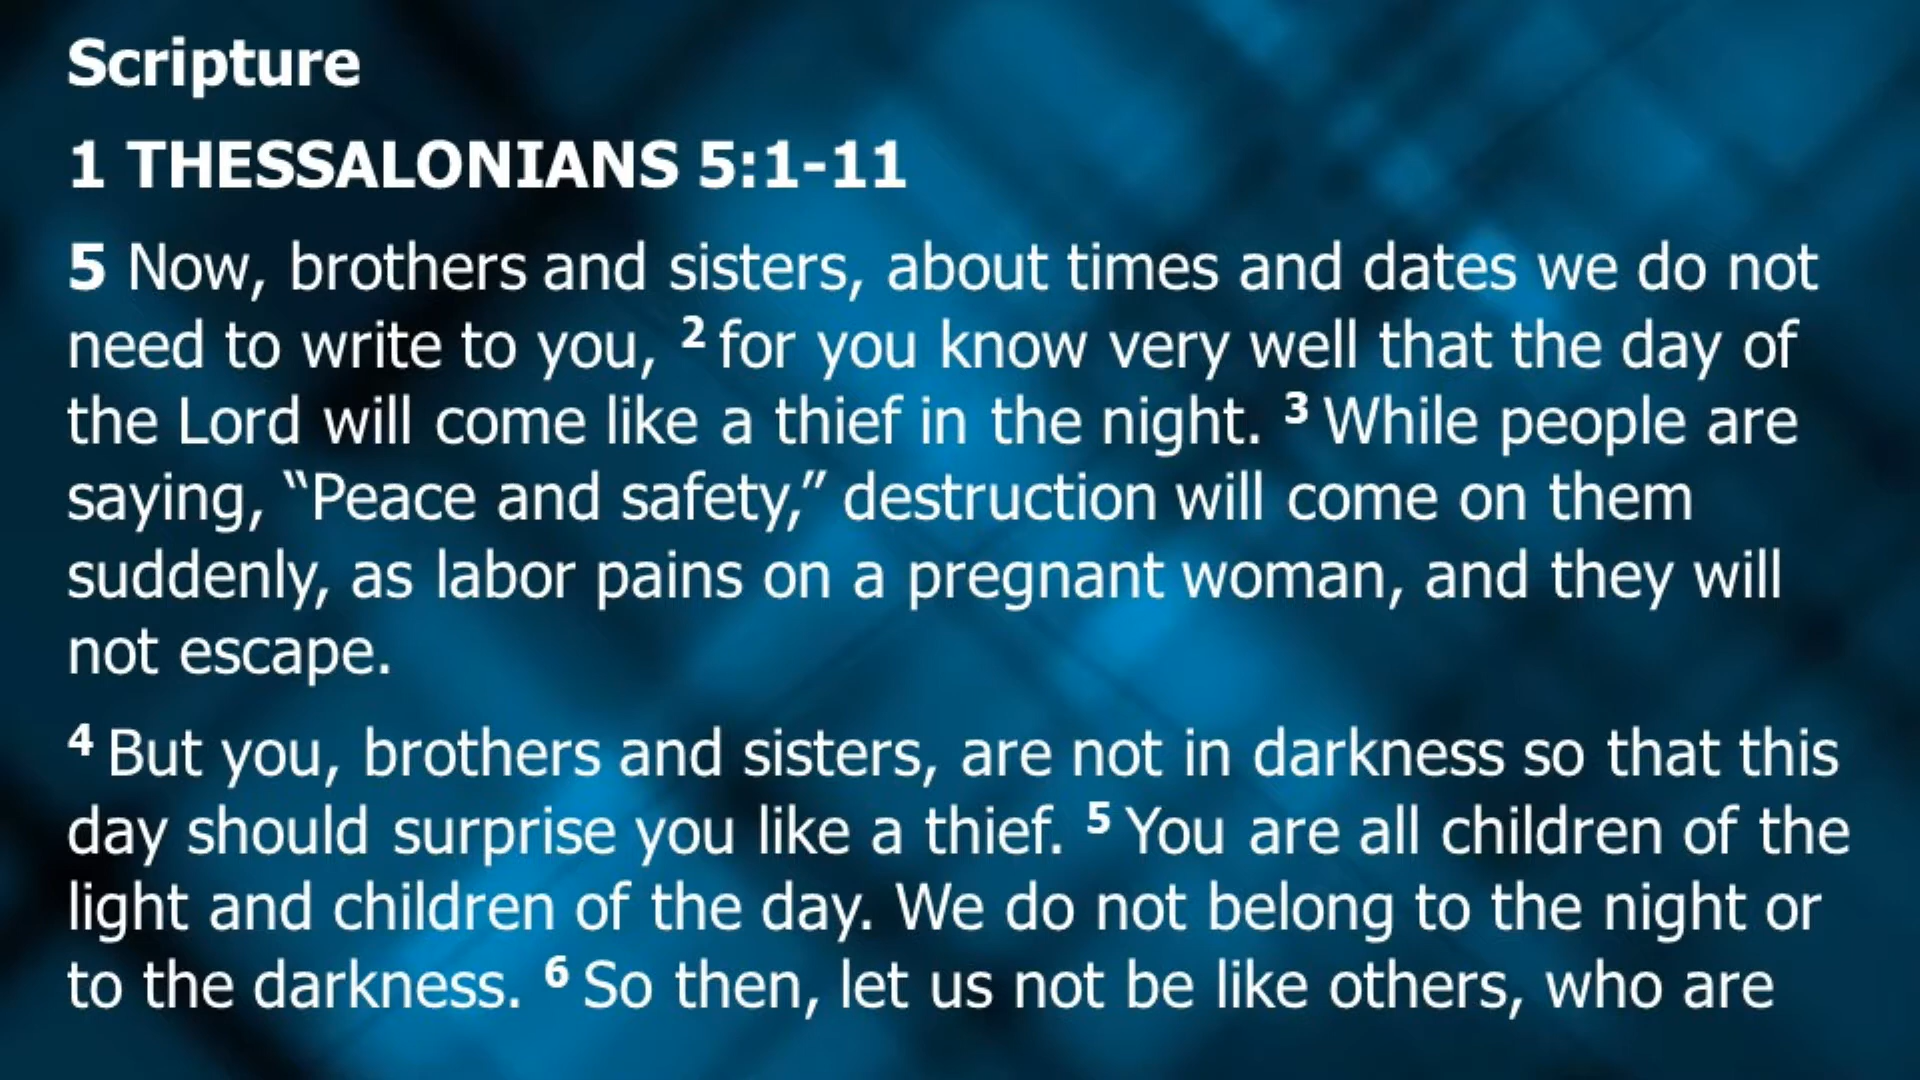 Scripture
1 THESSALONIANS 5:1-11
5 Now, brothers and sisters, about times and dates we do not
need to write to you, 2 for you know very well that the day of
the Lord will come like a thief in the night. 3 While people are
saying, “Peace and safety,” destruction will come on them
suddenly, as labor pains on a pregnant woman, and they will
not escape.
4 But you, brothers and sisters, are not in darkness so that this
day should surprise you like a thief. 5 You are all children of the
light and children of the day. We do not belong to the night or
to the darkness. 6 So then, let us not be like others, who are